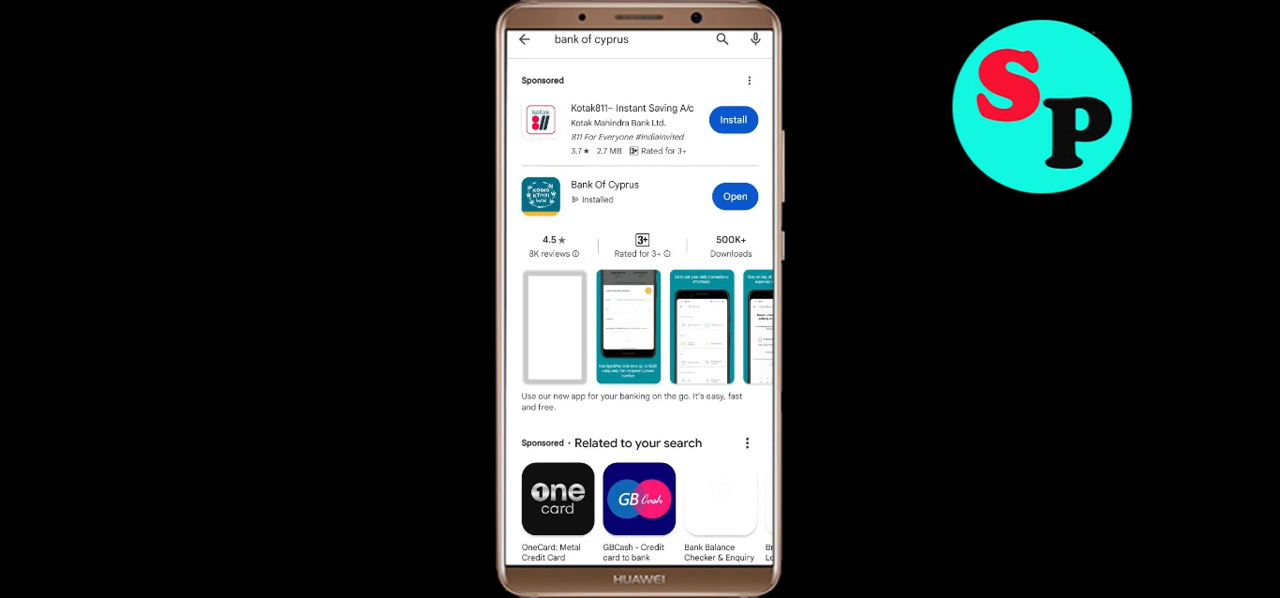 bank of cyprus
Sponsored
kotak
811
Kotak811– Instant Saving A/c
Kotak Mahindra Bank Ltd.
811 For Everyone #IndiaInvited
3.7★ 2.7 MB 3+ Rated for 3+
Install
Bank Of Cyprus
Installed
Open
4.5★
8K reviews
3+
Rated for 3+
500K+
Downloads
Use our new app for your banking on the go. It's easy, fast
and free.
Sponsored · Related to your search
one
card
GB Cash
OneCard: Metal
Credit Card
GBCash - Credit
card to bank
Bank Balance
Checker & Enquiry
HUAWEI
SP